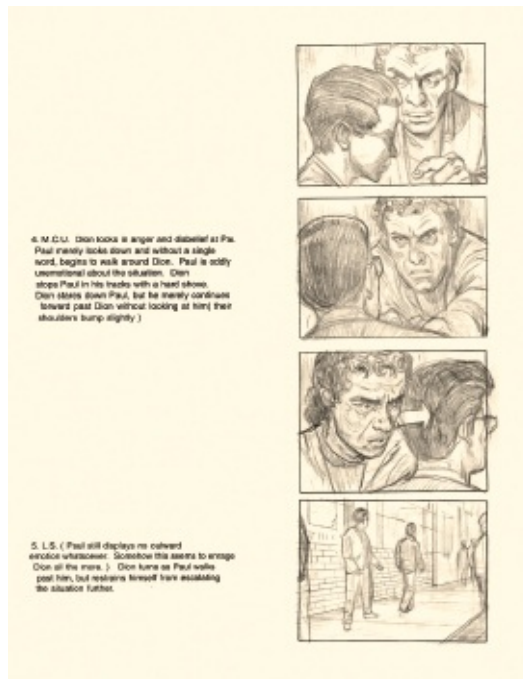 4. M.C.U. Dion looks in anger and disbelief at Pa.
Paul merely looks down and without a single
word, begins to walk around Dion. Paul is oddly
unemotional about the situation. Dion
stops Paul in his tracks with a hard shove.
Dion stares down Paul, but he merely continues
forward past Dion without looking at him( their
shoulders bump slightly.)
5. L.S. ( Paul still displays no outward
emotion whatsoever. Somehow this seems to enrage
Dion all the more. ) Dion turns as Paul walks
past him, but restrains himself from escalating
the situation further.